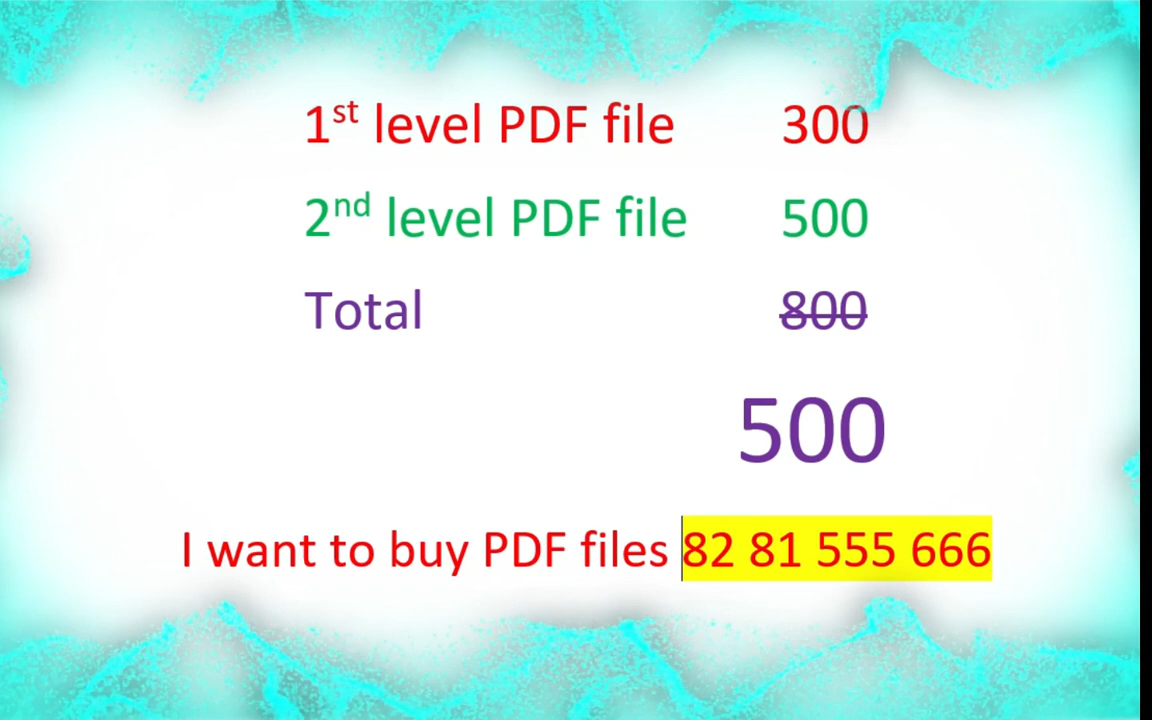 1st level PDF file 300
2nd level PDF file 500
Total 800
500
I want to buy PDF files 82 81 555 666